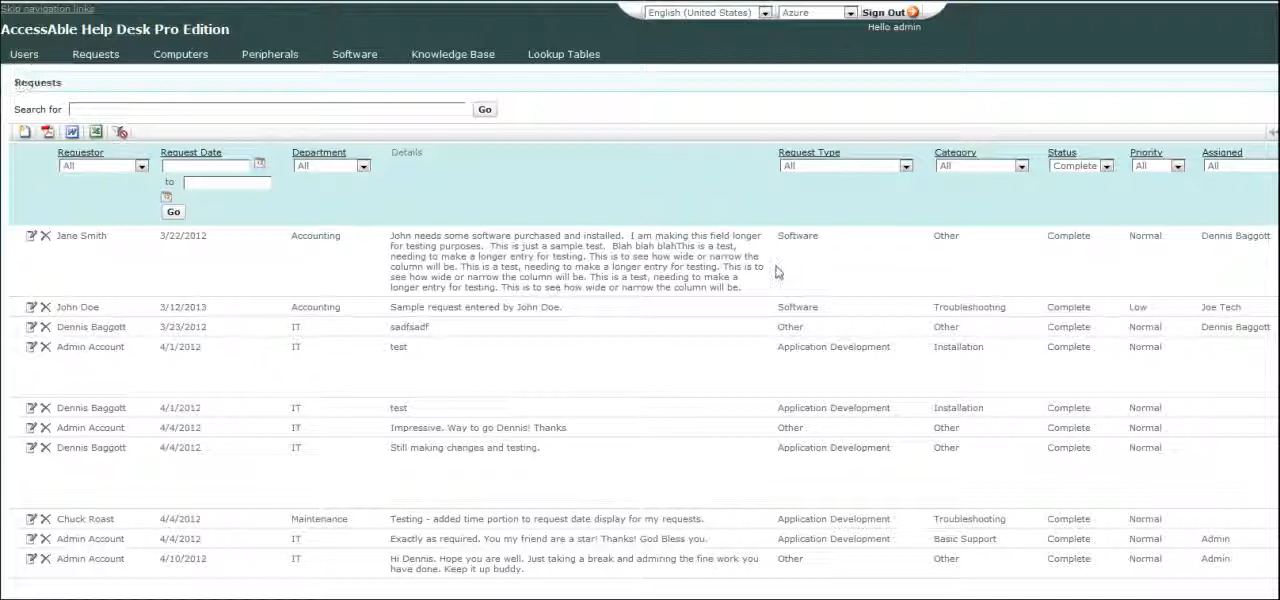 Skip navigation links
English (United States) Azure Sign Out
AccessAble Help Desk Pro Edition
Hello admin
Users Requests Computers Peripherals Software Knowledge Base Lookup Tables
Requests
Search for Go
Requestor Request Date Department Details Request Type Category Status Priority Assigned
All All All All Complete All All
to
Go
Jane Smith 3/22/2012 Accounting John needs some software purchased and installed. I am making this field longer Software Other Complete Normal Dennis Baggott
for testing purposes. This is just a sample test. Blah blah blahThis is a test,
needing to make a longer entry for testing. This is to see how wide or narrow the
column will be. This is a test, needing to make a longer entry for testing. This is to
see how wide or narrow the column will be. This is a test, needing to make a
longer entry for testing. This is to see how wide or narrow the column will be.
John Doe 3/12/2013 Accounting Sample request entered by John Doe. Software Troubleshooting Complete Low Joe Tech
Dennis Baggott 3/23/2012 IT sadfsadf Other Other Complete Normal Dennis Baggott
Admin Account 4/1/2012 IT test Application Development Installation Complete Normal
Dennis Baggott 4/1/2012 IT test Application Development Installation Complete Normal
Admin Account 4/4/2012 IT Impressive. Way to go Dennis! Thanks Other Other Complete Normal
Dennis Baggott 4/4/2012 IT Still making changes and testing. Application Development Other Complete Normal
Chuck Roast 4/4/2012 Maintenance Testing - added time portion to request date display for my requests. Application Development Troubleshooting Complete Normal
Admin Account 4/4/2012 IT Exactly as required. You my friend are a star! Thanks! God Bless you. Application Development Basic Support Complete Normal Admin
Admin Account 4/10/2012 IT Hi Dennis. Hope you are well. Just taking a break and admiring the fine work you Other Other Complete Normal Admin
have done. Keep it up buddy.